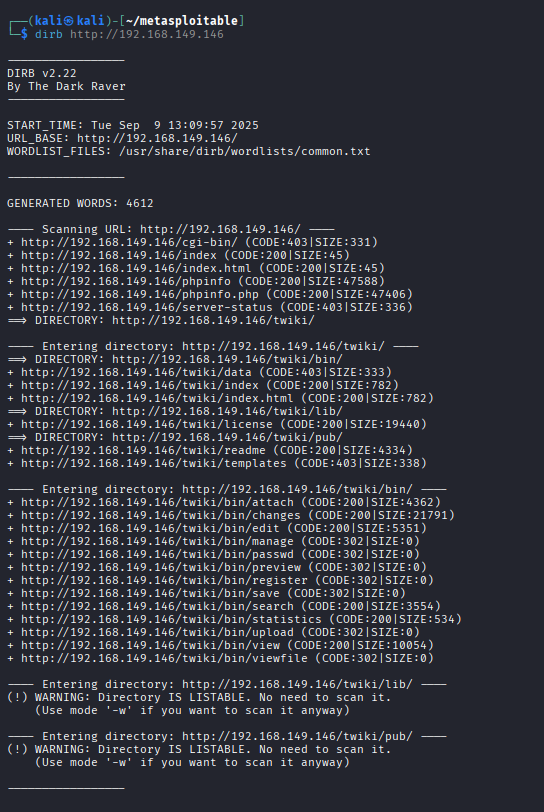 ┌──(kali㉿kali)-[~/metasploitable]
└─$ dirb http://192.168.149.146

-----------------
DIRB v2.22
By The Dark Raver
-----------------

START_TIME: Tue Sep  9 13:09:57 2025
URL_BASE: http://192.168.149.146/
WORDLIST_FILES: /usr/share/dirb/wordlists/common.txt

-----------------

GENERATED WORDS: 4612

---- Scanning URL: http://192.168.149.146/ ----
+ http://192.168.149.146/cgi-bin/ (CODE:403|SIZE:331)
+ http://192.168.149.146/index (CODE:200|SIZE:45)
+ http://192.168.149.146/index.html (CODE:200|SIZE:45)
+ http://192.168.149.146/phpinfo (CODE:200|SIZE:47588)
+ http://192.168.149.146/phpinfo.php (CODE:200|SIZE:47406)
+ http://192.168.149.146/server-status (CODE:403|SIZE:336)
==> DIRECTORY: http://192.168.149.146/twiki/

---- Entering directory: http://192.168.149.146/twiki/ ----
==> DIRECTORY: http://192.168.149.146/twiki/bin/
+ http://192.168.149.146/twiki/data (CODE:403|SIZE:333)
+ http://192.168.149.146/twiki/index (CODE:200|SIZE:782)
+ http://192.168.149.146/twiki/index.html (CODE:200|SIZE:782)
==> DIRECTORY: http://192.168.149.146/twiki/lib/
+ http://192.168.149.146/twiki/license (CODE:200|SIZE:19440)
==> DIRECTORY: http://192.168.149.146/twiki/pub/
+ http://192.168.149.146/twiki/readme (CODE:200|SIZE:4334)
+ http://192.168.149.146/twiki/templates (CODE:403|SIZE:338)

---- Entering directory: http://192.168.149.146/twiki/bin/ ----
+ http://192.168.149.146/twiki/bin/attach (CODE:200|SIZE:4362)
+ http://192.168.149.146/twiki/bin/changes (CODE:200|SIZE:21791)
+ http://192.168.149.146/twiki/bin/edit (CODE:200|SIZE:5351)
+ http://192.168.149.146/twiki/bin/manage (CODE:302|SIZE:0)
+ http://192.168.149.146/twiki/bin/passwd (CODE:302|SIZE:0)
+ http://192.168.149.146/twiki/bin/preview (CODE:302|SIZE:0)
+ http://192.168.149.146/twiki/bin/register (CODE:302|SIZE:0)
+ http://192.168.149.146/twiki/bin/save (CODE:302|SIZE:0)
+ http://192.168.149.146/twiki/bin/search (CODE:200|SIZE:3554)
+ http://192.168.149.146/twiki/bin/statistics (CODE:200|SIZE:534)
+ http://192.168.149.146/twiki/bin/upload (CODE:302|SIZE:0)
+ http://192.168.149.146/twiki/bin/view (CODE:200|SIZE:10054)
+ http://192.168.149.146/twiki/bin/viewfile (CODE:302|SIZE:0)

---- Entering directory: http://192.168.149.146/twiki/lib/ ----
(!) WARNING: Directory IS LISTABLE. No need to scan it.
    (Use mode '-w' if you want to scan it anyway)

---- Entering directory: http://192.168.149.146/twiki/pub/ ----
(!) WARNING: Directory IS LISTABLE. No need to scan it.
    (Use mode '-w' if you want to scan it anyway)

-----------------